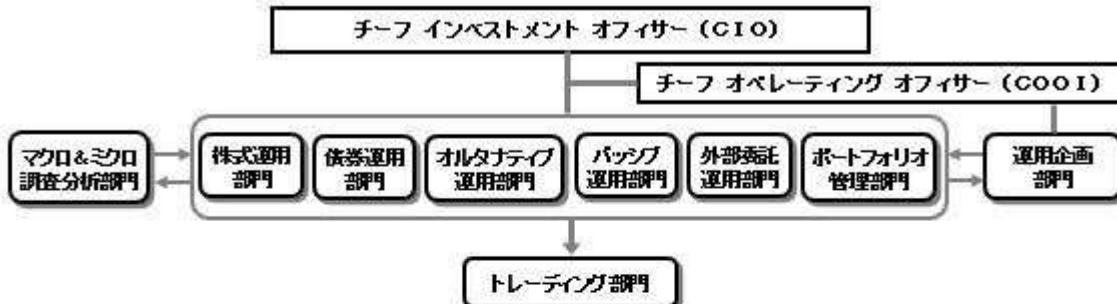 チーフ インベストメント オフィサー (CIO)
チーフ オペレーティング オフィサー (COOI)
マクロ&ミクロ
調査分析部門
株式運用
部門
債券運用
部門
オルタナティブ
運用部門
パッシブ
運用部門
外部委託
運用部門
ポートフォリオ
管理部門
運用企画
部門
トレーディング部門